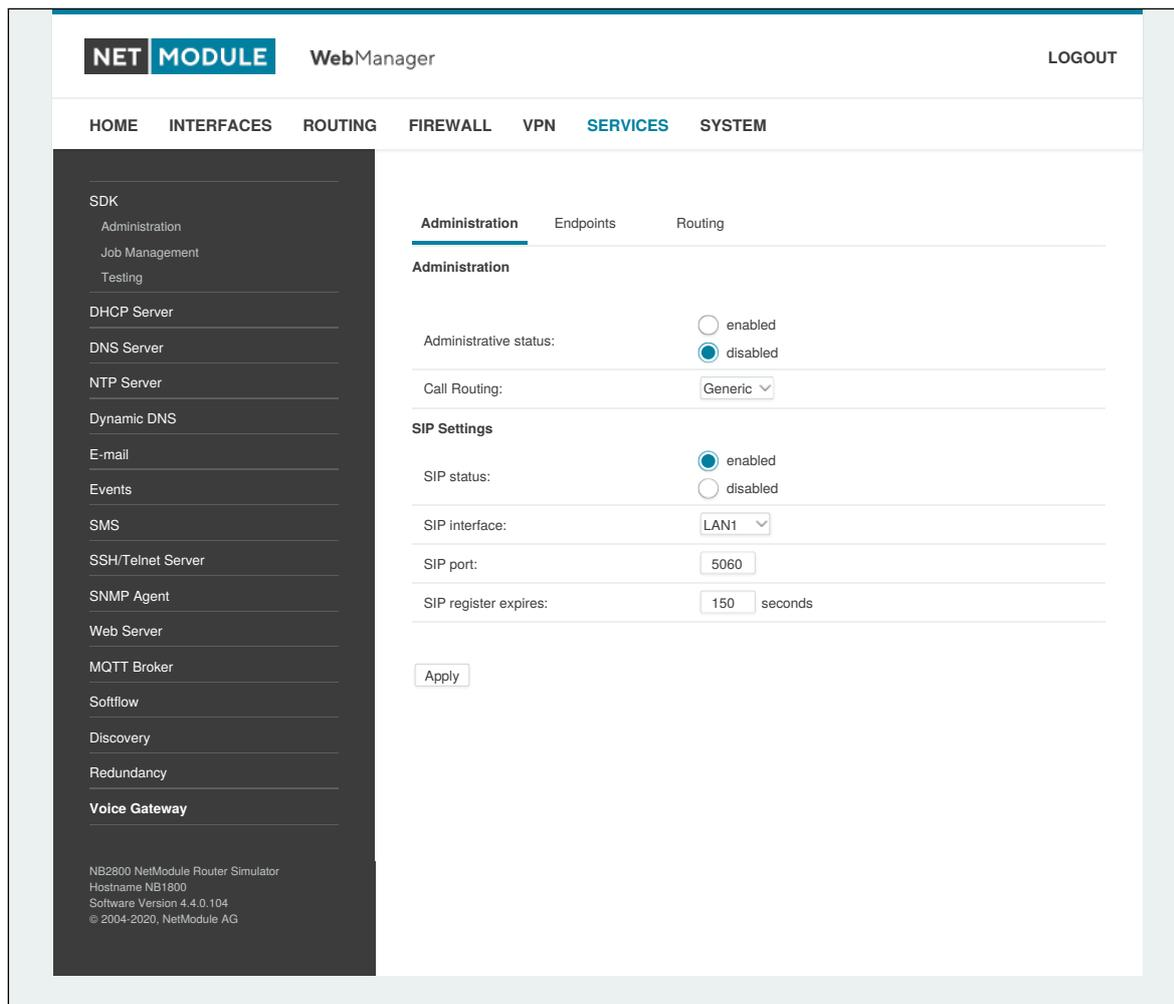 NET MODULE WebManager
LOGOUT
HOME INTERFACES ROUTING FIREWALL VPN SERVICES SYSTEM
SDK
Administration
Job Management
Testing
DHCP Server
DNS Server
NTP Server
Dynamic DNS
E-mail
Events
SMS
SSH/Telnet Server
SNMP Agent
Web Server
MQTT Broker
Softflow
Discovery
Redundancy
Voice Gateway
NB2800 NetModule Router Simulator
Hostname NB1800
Software Version 4.4.0.104
© 2004-2020, NetModule AG
Administration Endpoints Routing
Administration
Administrative status:
enabled
disabled
Call Routing: Generic
SIP Settings
SIP status:
enabled
disabled
SIP interface: LAN1
SIP port: 5060
SIP register expires: 150 seconds
Apply